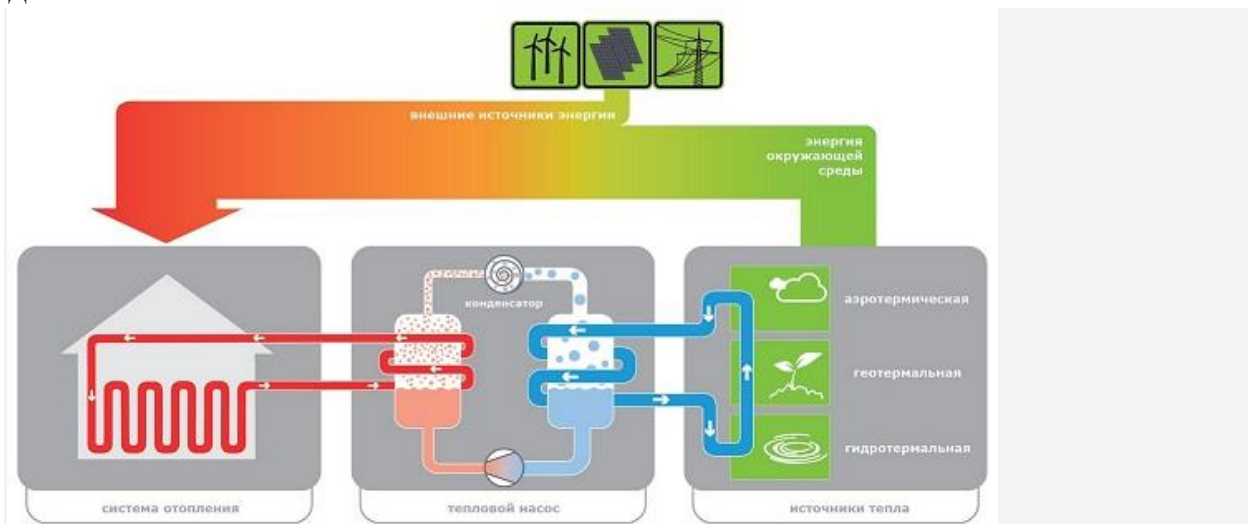 внешние источники энергии
энергия
окружающей
среды
конденсатор
аэротермическая
геотермальная
гидротермальная
система отопления
тепловой насос
источники тепла